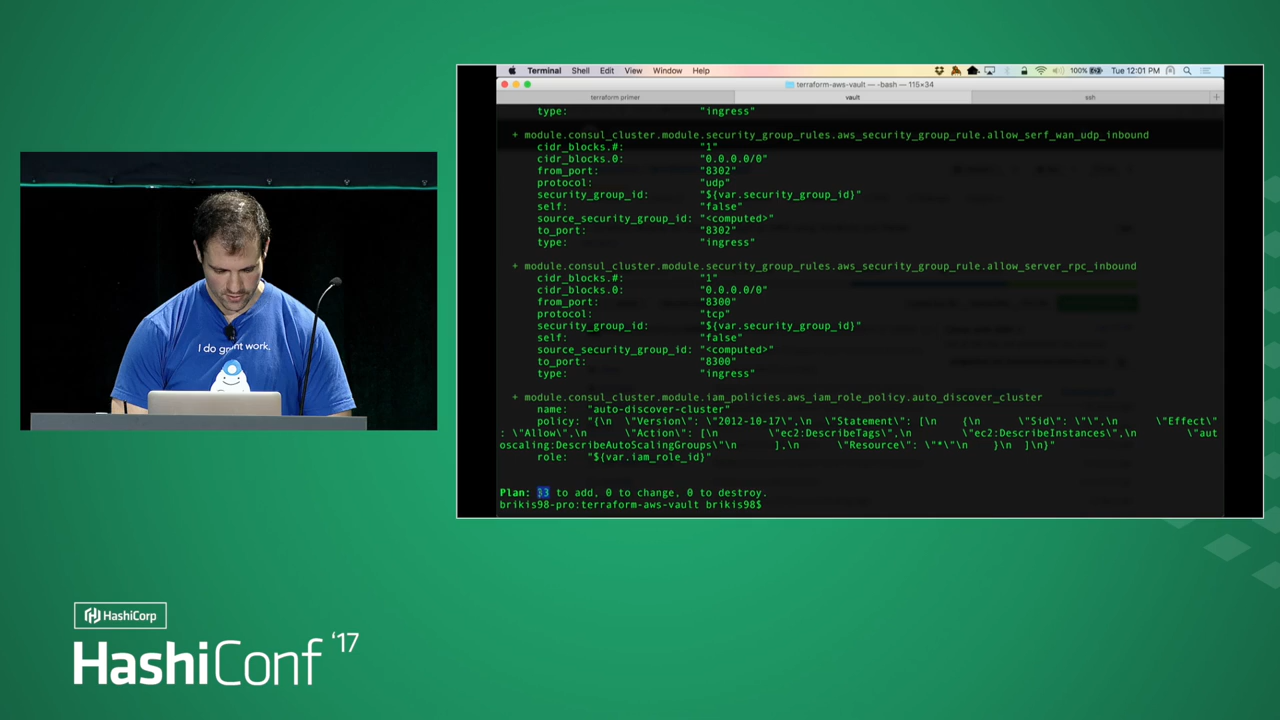 I do grunt work.
HashiCorp
HashiConf '17
Terminal Shell Edit View Window Help 100% Tue 12:01 PM
terraform-aws-vault — -bash — 115×34
terraform primer vault ssh +
type: "ingress"
+ module.consul_cluster.module.security_group_rules.aws_security_group_rule.allow_serf_wan_udp_inbound
cidr_blocks.#: "1"
cidr_blocks.0: "0.0.0.0/0"
from_port: "8302"
protocol: "udp"
security_group_id: "${var.security_group_id}"
self: "false"
source_security_group_id: "<computed>"
to_port: "8302"
type: "ingress"
+ module.consul_cluster.module.security_group_rules.aws_security_group_rule.allow_server_rpc_inbound
cidr_blocks.#: "1"
cidr_blocks.0: "0.0.0.0/0"
from_port: "8300"
protocol: "tcp"
security_group_id: "${var.security_group_id}"
self: "false"
source_security_group_id: "<computed>"
to_port: "8300"
type: "ingress"
+ module.consul_cluster.module.iam_policies.aws_iam_role_policy.auto_discover_cluster
name: "auto-discover-cluster"
policy: "{\n \"Version\": \"2012-10-17\",\n \"Statement\": [\n {\n \"Sid\": \"\",\n \"Effect\"
: \"Allow\",\n \"Action\": [\n \"ec2:DescribeTags\",\n \"ec2:DescribeInstances\",\n \"aut
oscaling:DescribeAutoScalingGroups\"\n ],\n \"Resource\": \"*\"\n }\n ]\n}"
role: "${var.iam_role_id}"
Plan: 33 to add, 0 to change, 0 to destroy.
brikis98-pro:terraform-aws-vault brikis98$